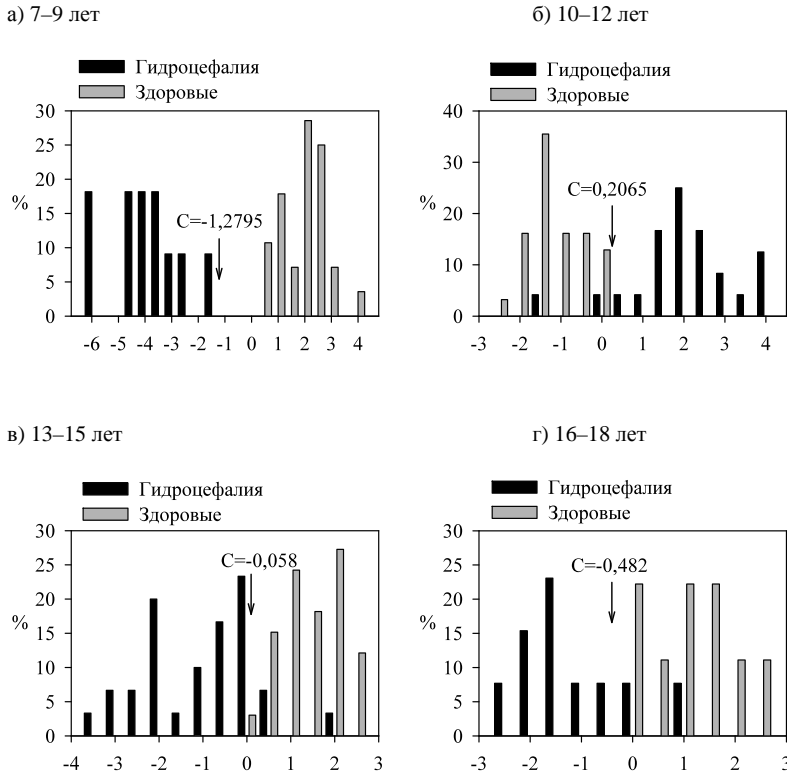 а) 7–9 лет
Гидроцефалия
Здоровые
30
25
20
15
10
5
0
%
C=-1,2795
-6 -5 -4 -3 -2 -1 0 1 2 3 4
б) 10–12 лет
Гидроцефалия
Здоровые
40
30
20
10
0
%
C=0,2065
-3 -2 -1 0 1 2 3 4
в) 13–15 лет
Гидроцефалия
Здоровые
30
25
20
15
10
5
0
%
C=-0,058
-4 -3 -2 -1 0 1 2 3
г) 16–18 лет
Гидроцефалия
Здоровые
30
25
20
15
10
5
0
%
C=-0,482
-3 -2 -1 0 1 2 3